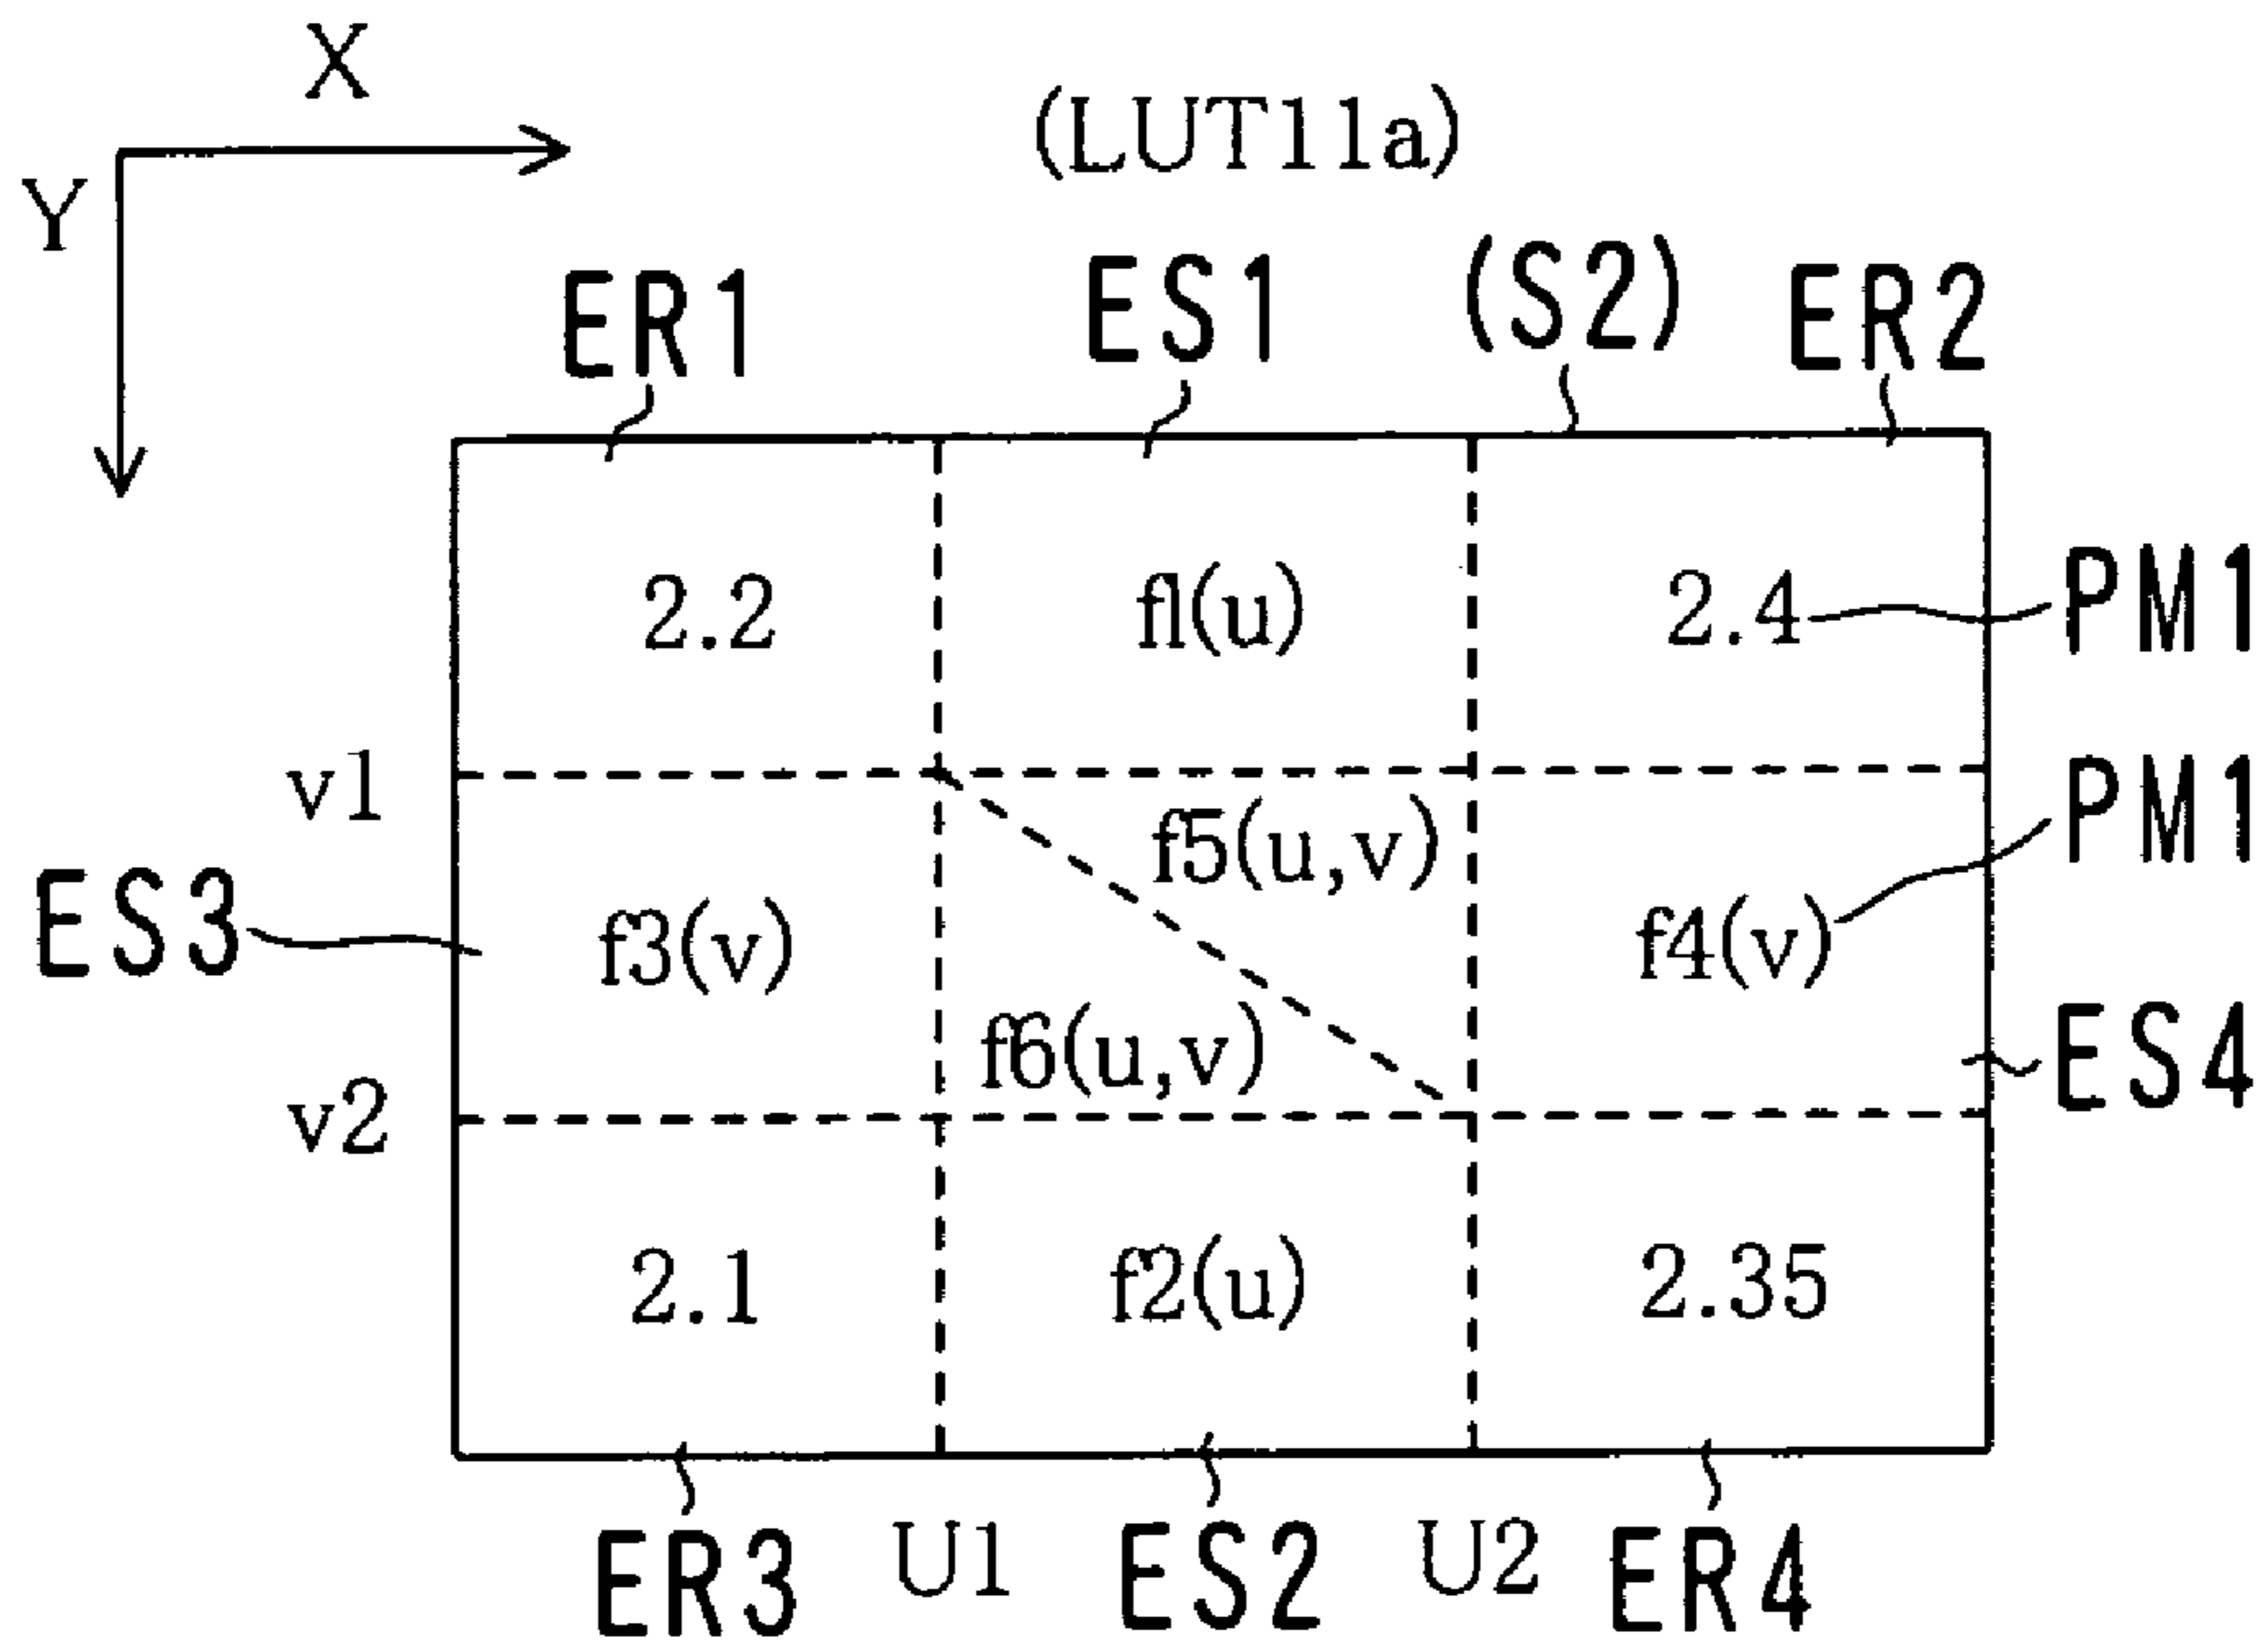 X
(LUT11a)
Y
ER1 ES1 (S2) ER2
2.2 f1(u) 2.4 PM1
v1 PM1
f5(u,v)
ES3 f3(v) f4(v)
f6(u,v) ES4
v2
2.1 f2(u) 2.35
ER3 U1 ES2 U2 ER4